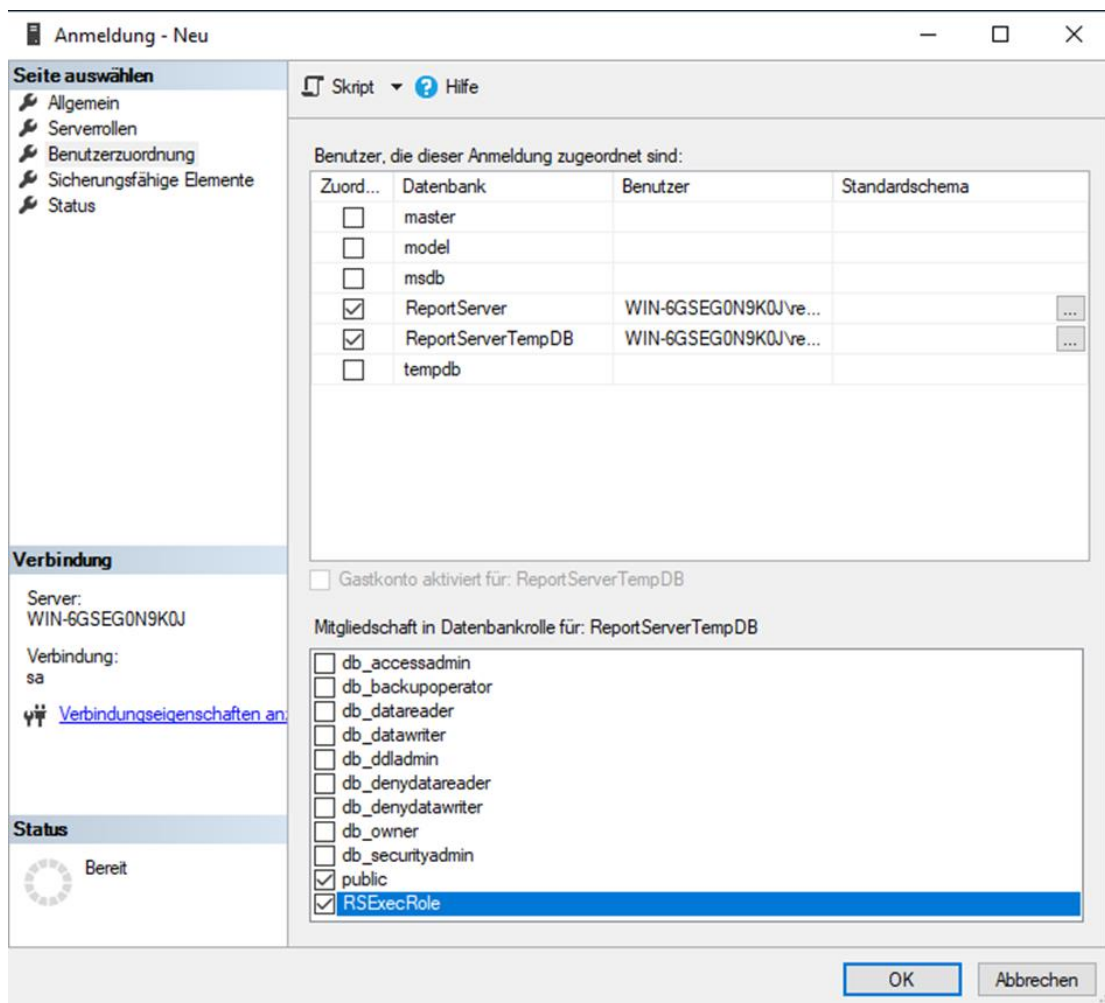 Anmeldung - Neu
Seite auswählen
Allgemein
Serverrollen
Benutzerzuordnung
Sicherungsfähige Elemente
Status
Skript
Hilfe
Benutzer, die dieser Anmeldung zugeordnet sind:
Zuord... Datenbank Benutzer Standardschema
master
model
msdb
ReportServer WIN-6GSEG0N9K0J\re... ...
ReportServerTempDB WIN-6GSEG0N9K0J\re... ...
tempdb
Gastkonto aktiviert für: ReportServerTempDB
Verbindung
Server:
WIN-6GSEG0N9K0J
Verbindung:
sa
Verbindungseigenschaften an:
Status
Bereit
Mitgliedschaft in Datenbankrolle für: ReportServerTempDB
db_accessadmin
db_backupoperator
db_datareader
db_datawriter
db_ddladmin
db_denydatareader
db_denydatawriter
db_owner
db_securityadmin
public
RSExecRole
OK Abbrechen